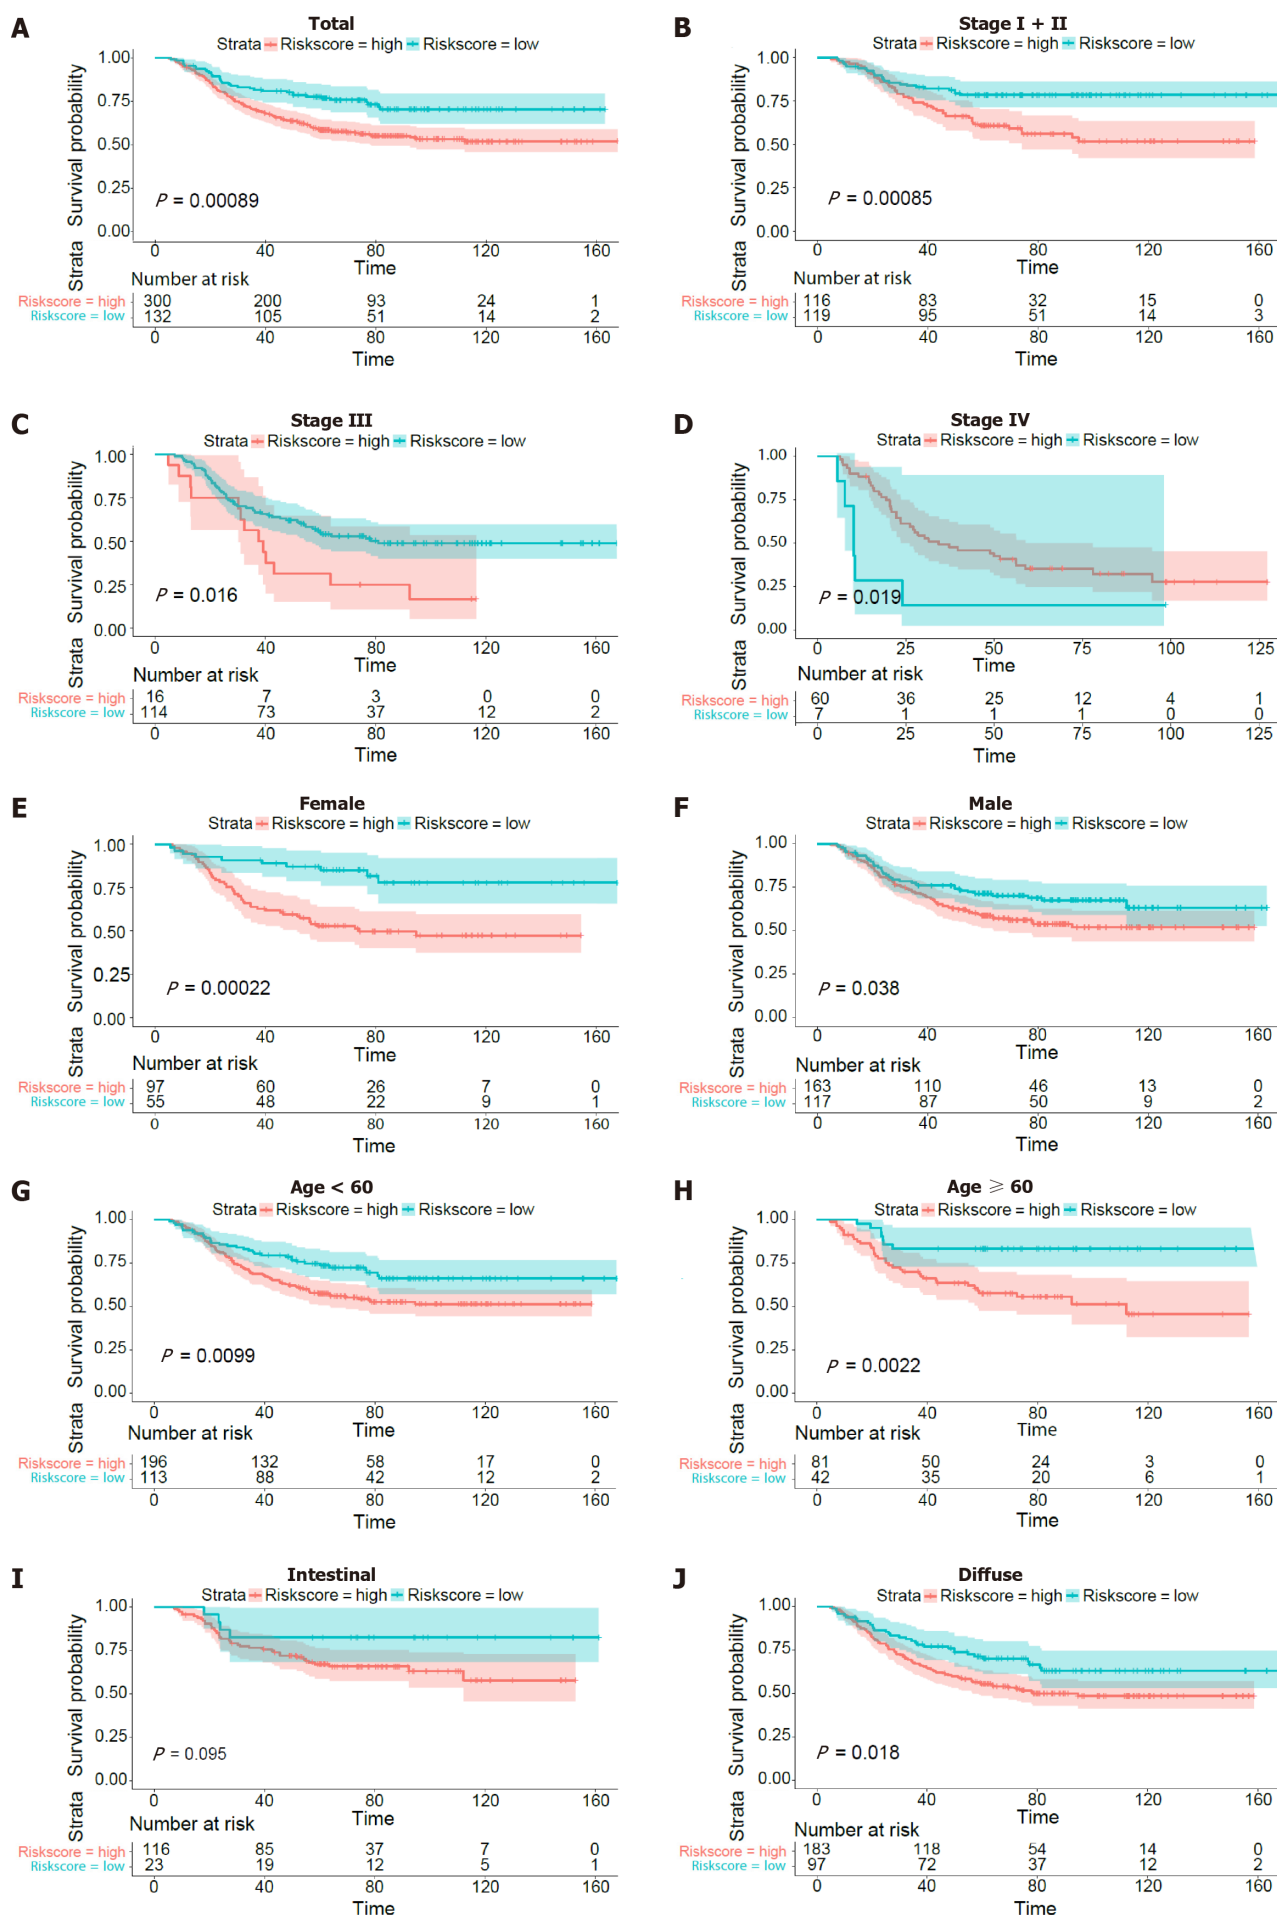 A
Total
Strata Riskscore = high Riskscore = low
Survival probability
1.00
0.75
0.50
0.25
0.00
P = 0.00089
0 40 80 120 160
Time
Strata
Number at risk
Riskscore = high 300 200 93 24 1
Riskscore = low 132 105 51 14 2
0 40 80 120 160
Time
B
Stage I + II
Strata Riskscore = high Riskscore = low
Survival probability
1.00
0.75
0.50
0.25
0.00
P = 0.00085
0 40 80 120 160
Time
Strata
Number at risk
Riskscore = high 116 83 32 15 0
Riskscore = low 119 95 51 14 3
0 40 80 120 160
Time
C
Stage III
Strata Riskscore = high Riskscore = low
Survival probability
1.00
0.75
0.50
0.25
0.00
P = 0.016
0 40 80 120 160
Time
Strata
Number at risk
Riskscore = high 16 7 3 0 0
Riskscore = low 114 73 37 12 2
0 40 80 120 160
Time
D
Stage IV
Strata Riskscore = high Riskscore = low
Survival probability
1.00
0.75
0.50
0.25
0.00
P = 0.019
0 25 50 75 100 125
Time
Strata
Number at risk
Riskscore = high 60 36 25 12 4 1
Riskscore = low 7 1 1 1 0 0
0 25 50 75 100 125
Time
E
Female
Strata Riskscore = high Riskscore = low
Survival probability
1.00
0.75
0.50
0.25
0.00
P = 0.00022
0 40 80 120 160
Time
Strata
Number at risk
Riskscore = high 97 60 26 7 0
Riskscore = low 55 48 22 9 1
0 40 80 120 160
Time
F
Male
Strata Riskscore = high Riskscore = low
Survival probability
1.00
0.75
0.50
0.25
0.00
P = 0.038
0 40 80 120 160
Time
Strata
Number at risk
Riskscore = high 163 110 46 13 0
Riskscore = low 117 87 50 9 2
0 40 80 120 160
Time
G
Age < 60
Strata Riskscore = high Riskscore = low
Survival probability
1.00
0.75
0.50
0.25
0.00
P = 0.0099
0 40 80 120 160
Time
Strata
Number at risk
Riskscore = high 196 132 58 17 0
Riskscore = low 113 88 42 12 2
0 40 80 120 160
Time
H
Age ⩾ 60
Strata Riskscore = high Riskscore = low
Survival probability
1.00
0.75
0.50
0.25
0.00
P = 0.0022
0 40 80 120 160
Time
Strata
Number at risk
Riskscore = high 81 50 24 3 0
Riskscore = low 42 35 20 6 1
0 40 80 120 160
Time
I
Intestinal
Strata Riskscore = high Riskscore = low
Survival probability
1.00
0.75
0.50
0.25
0.00
P = 0.095
0 40 80 120 160
Time
Strata
Number at risk
Riskscore = high 116 85 37 7 0
Riskscore = low 23 19 12 5 1
0 40 80 120 160
Time
J
Diffuse
Strata Riskscore = high Riskscore = low
Survival probability
1.00
0.75
0.50
0.25
0.00
P = 0.018
0 40 80 120 160
Time
Strata
Number at risk
Riskscore = high 183 118 54 14 0
Riskscore = low 97 72 37 12 2
0 40 80 120 160
Time